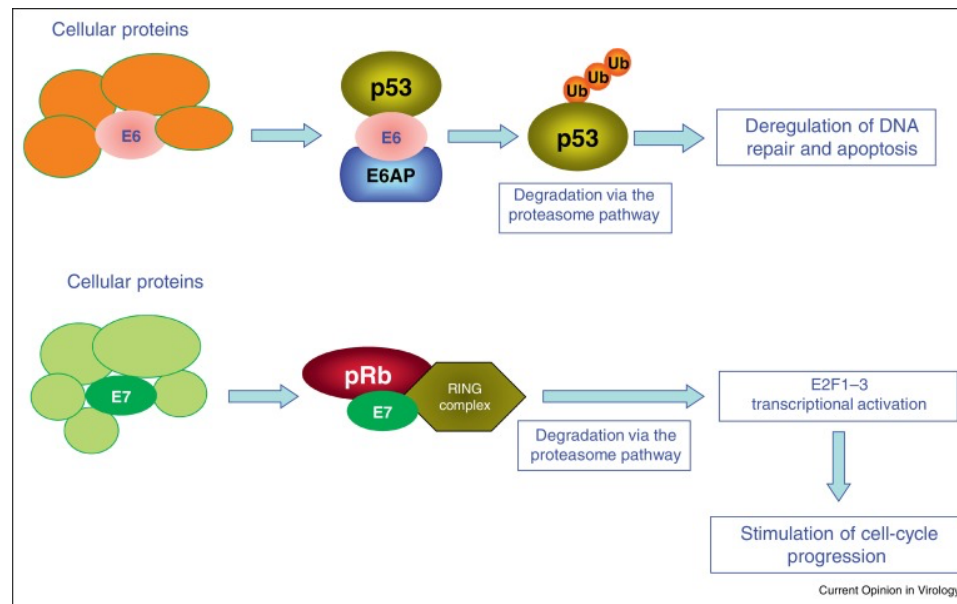 Cellular proteins
E6
p53
E6
E6AP
Ub
Ub
Ub
p53
Degradation via the
proteasome pathway
Deregulation of DNA
repair and apoptosis
Cellular proteins
E7
pRb
E7
RING
complex
Degradation via the
proteasome pathway
E2F1–3
transcriptional activation
Stimulation of cell-cycle
progression
Current Opinion in Virology